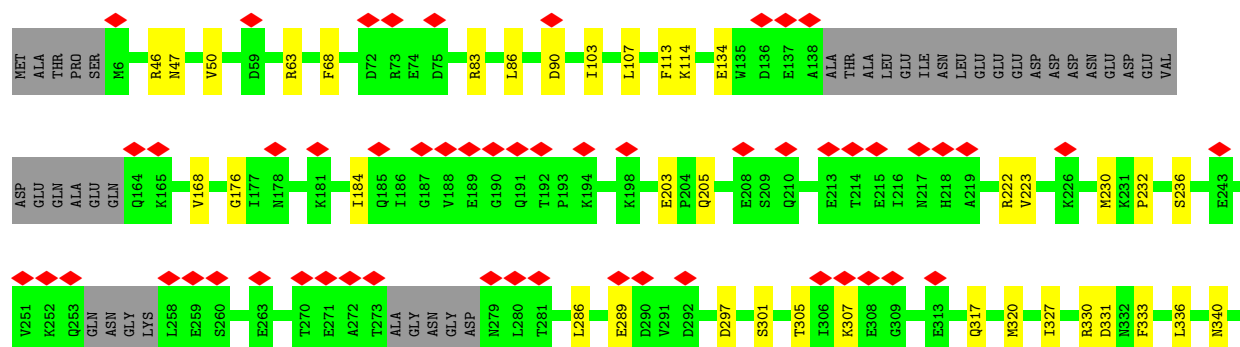 MET ALA THR PRO SER M6 R46 N47 V50 D59 R63 F68 D72 R73 E74 D75 R83 L86 D90 I103 L107 F113 K114 E134 W135 D136 E137 A138 ALA THR ALA LEU GLU ILE ASN LEU GLU GLU GLU ASP ASP ASP ASN GLU ASP GLU VAL
ASP GLU GLN ALA GLU GLN Q164 K165 V168 G176 I177 N178 K181 I184 Q185 I186 G187 V188 E189 G190 Q191 T192 P193 K194 K198 E203 P204 Q205 E208 S209 Q210 E213 T214 E215 I216 N217 H218 A219 R222 V223 K226 M230 K231 P232 S236 E243
V251 K252 Q253 GLN ASN GLY LYS L258 E259 S260 E263 T270 E271 A272 T273 ALA GLY ASN GLY ASP N279 L280 T281 L286 E289 D290 V291 D292 D297 S301 T305 I306 K307 E308 G309 E313 Q317 M320 I327 R330 D331 N332 F333 L336 N340